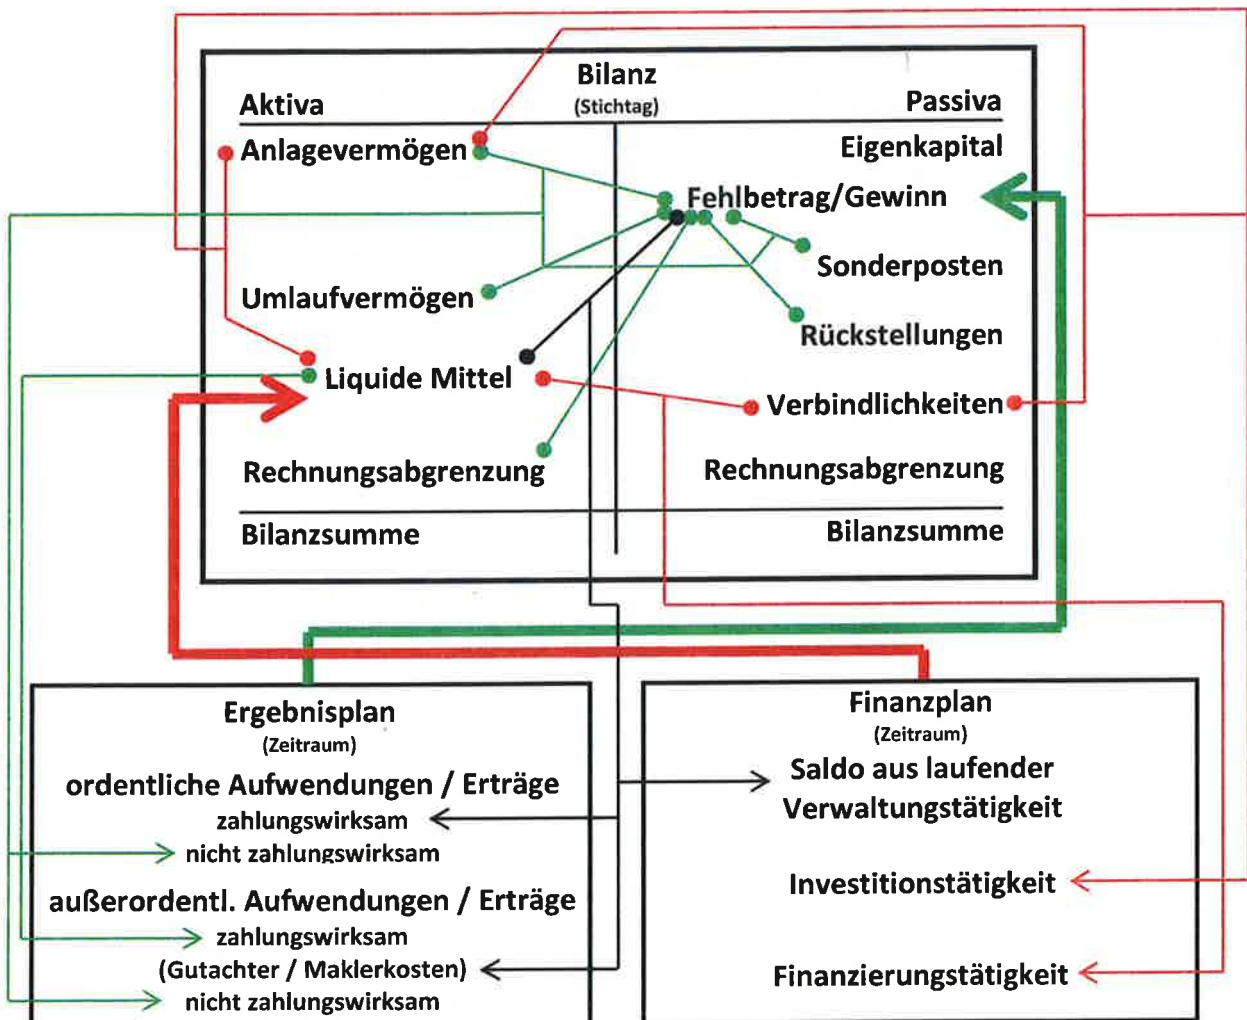 Bilanz
(Stichtag)
Aktiva
Passiva
Anlagevermögen
Eigenkapital
Fehlbetrag/Gewinn
Sonderposten
Umlaufvermögen
Rückstellungen
Liquide Mittel
Verbindlichkeiten
Rechnungsabgrenzung
Rechnungsabgrenzung
Bilanzsumme
Bilanzsumme
Ergebnisplan
(Zeitraum)
ordentliche Aufwendungen / Erträge
zahlungswirksam
nicht zahlungswirksam
außerordentl. Aufwendungen / Erträge
zahlungswirksam
(Gutachter / Maklerkosten)
nicht zahlungswirksam
Finanzplan
(Zeitraum)
Saldo aus laufender
Verwaltungstätigkeit
Investitionstätigkeit
Finanzierungstätigkeit